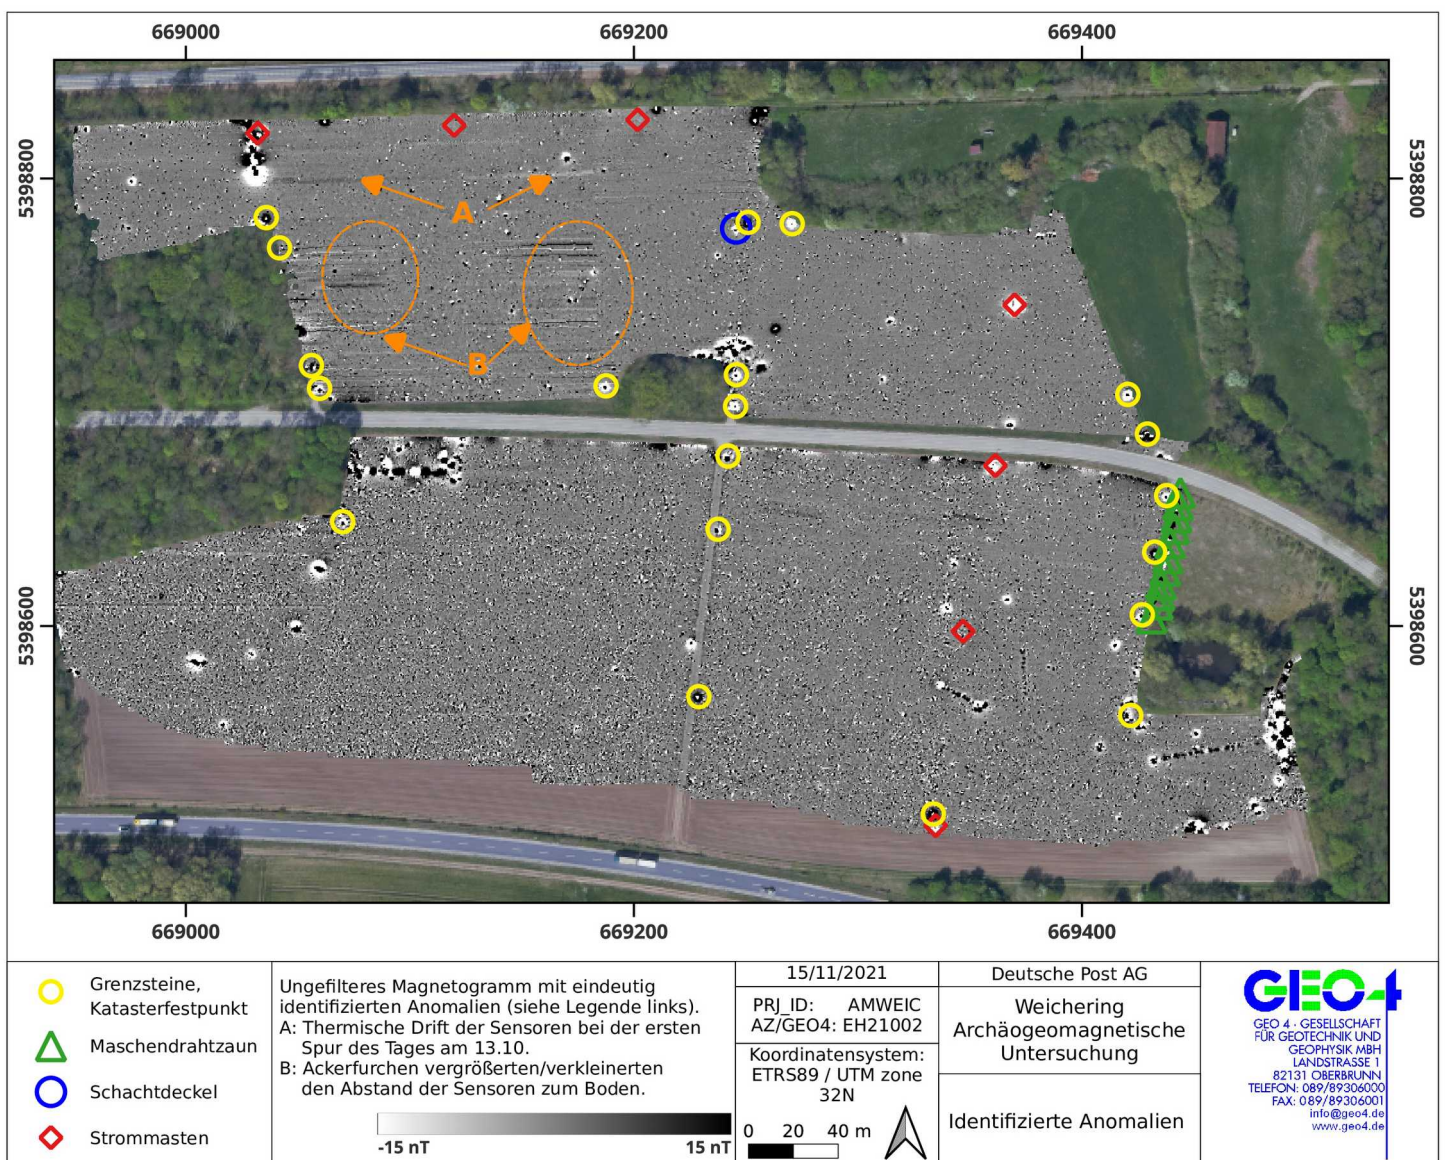 669000
669200
669400
5398800
5398800
A
B
5398600
5398600
669000
669200
669400
Grenzsteine,
Katasterfestpunkt
Maschendrahtzaun
Schachtdeckel
Strommasten
Ungefilteres Magnetogramm mit eindeutig
identifizierten Anomalien (siehe Legende links).
A: Thermische Drift der Sensoren bei der ersten
Spur des Tages am 13.10.
B: Ackerfurchen vergrößerten/verkleinerten
den Abstand der Sensoren zum Boden.
-15 nT
15 nT
15/11/2021
PRJ_ID: AMWEIC
AZ/GEO4: EH21002
Koordinatensystem:
ETRS89 / UTM zone
32N
0 20 40 m
Deutsche Post AG
Weichering
Archäogeomagnetische
Untersuchung
Identifizierte Anomalien
GEO4
GEO 4 - GESELLSCHAFT
FÜR GEOTECHNIK UND
GEOPHYSIK MBH
LANDSTRASSE 1
82131 OBERBRUNN
TELEFON: 089/89306000
FAX: 089/89306001
info@geo4.de
www.geo4.de